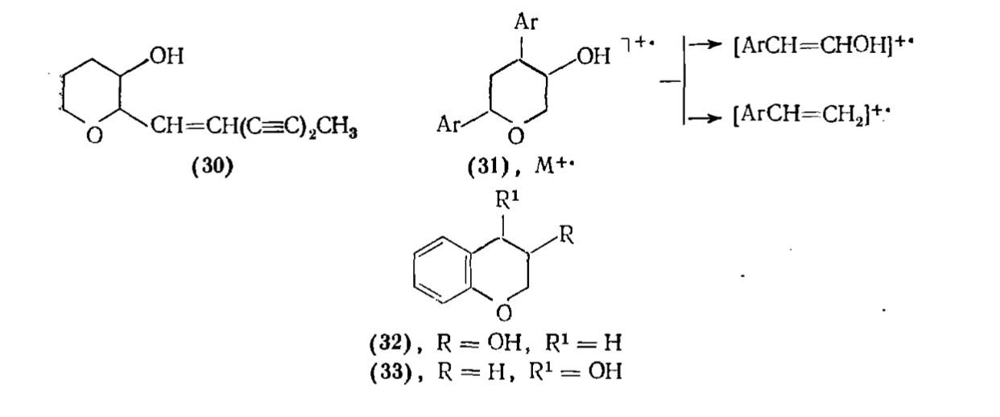 OH
O
CH=CH(C≡C)₂CH₃
(30)
Ar
OH
Ar
O
⌉+•
(31), M+•
→ [ArCH=CHOH]+•
→ [ArCH=CH₂]+•
R¹
R
O
(32), R = OH, R¹ = H
(33), R = H, R¹ = OH